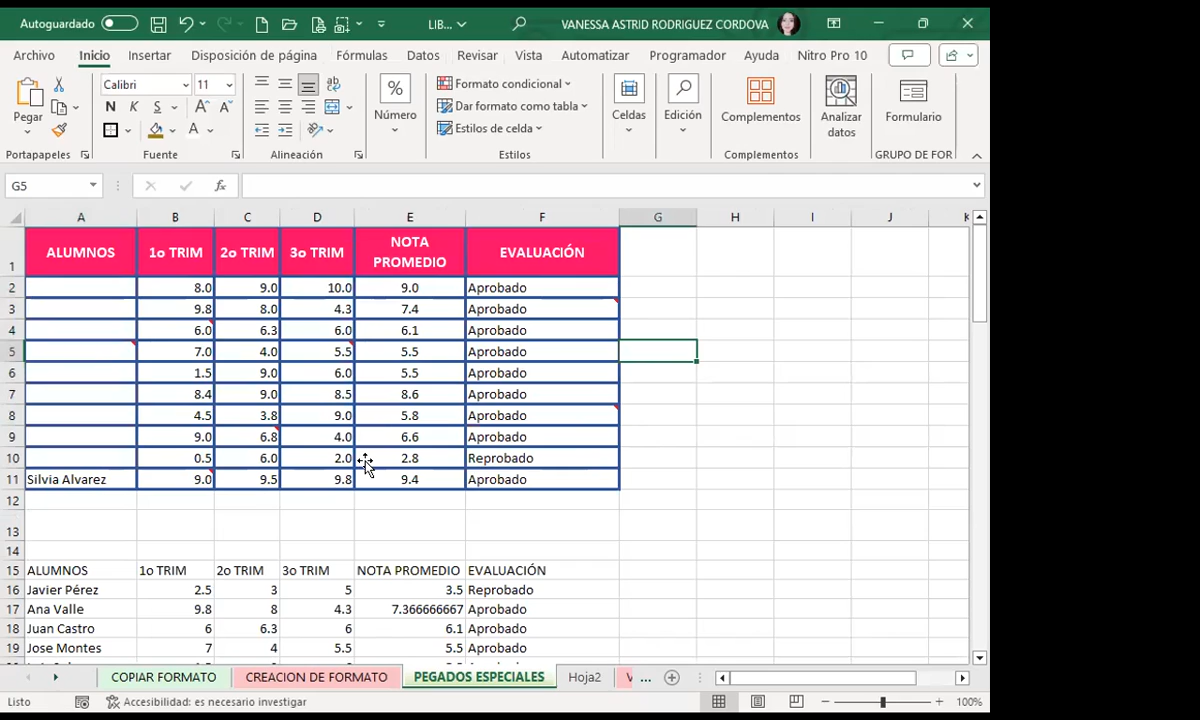 Autoguardado LIB... VANESSA ASTRID RODRIGUEZ CORDOVA
Archivo Inicio Insertar Disposición de página Fórmulas Datos Revisar Vista Automatizar Programador Ayuda Nitro Pro 10
Pegar
Calibri 11
N K S A A
A
Número
Formato condicional
Dar formato como tabla
Estilos de celda
Celdas
Edición
Complementos
Analizar datos
Formulario
Portapapeles Fuente Alineación Estilos Complementos GRUPO DE FOR
G5 fx
A B C D E F G H I J K
1 ALUMNOS 1o TRIM 2o TRIM 3o TRIM NOTA PROMEDIO EVALUACIÓN
2 8.0 9.0 10.0 9.0 Aprobado
3 9.8 8.0 4.3 7.4 Aprobado
4 6.0 6.3 6.0 6.1 Aprobado
5 7.0 4.0 5.5 5.5 Aprobado
6 1.5 9.0 6.0 5.5 Aprobado
7 8.4 9.0 8.5 8.6 Aprobado
8 4.5 3.8 9.0 5.8 Aprobado
9 9.0 6.8 4.0 6.6 Aprobado
10 0.5 6.0 2.0 2.8 Reprobado
11 Silvia Alvarez 9.0 9.5 9.8 9.4 Aprobado
12
13
14
15 ALUMNOS 1o TRIM 2o TRIM 3o TRIM NOTA PROMEDIO EVALUACIÓN
16 Javier Pérez 2.5 3 5 3.5 Reprobado
17 Ana Valle 9.8 8 4.3 7.366666667 Aprobado
18 Juan Castro 6 6.3 6 6.1 Aprobado
19 Jose Montes 7 4 5.5 5.5 Aprobado
COPIAR FORMATO CREACION DE FORMATO PEGADOS ESPECIALES Hoja2 V ...
Listo Accesibilidad: es necesario investigar 100%